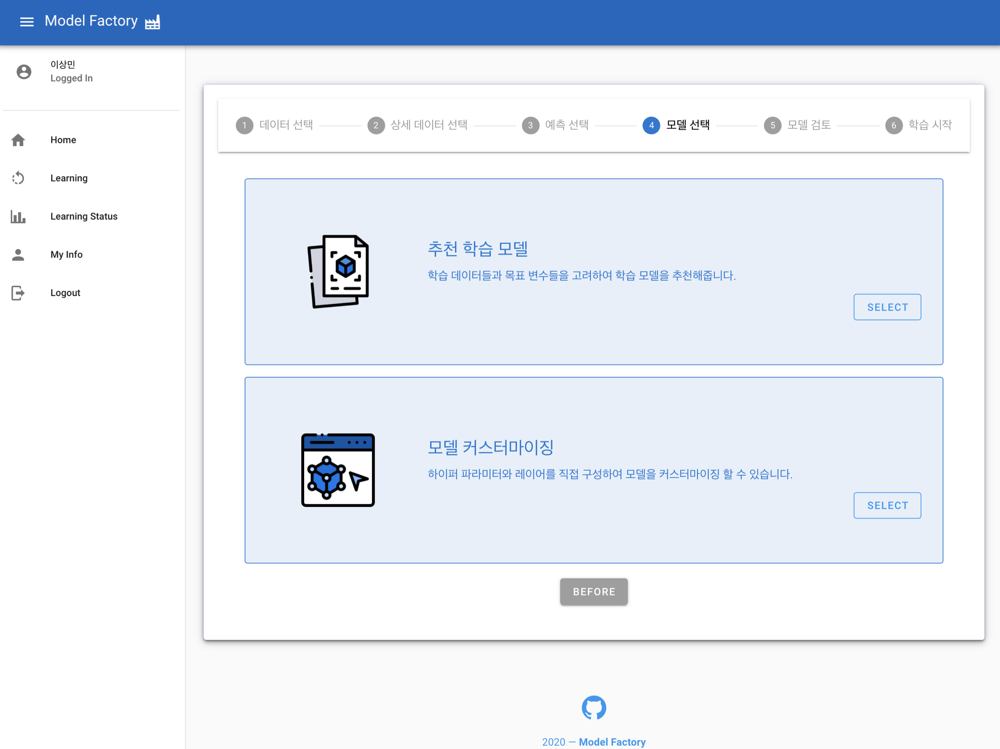 Model Factory
이상민
Logged In
Home
Learning
Learning Status
My Info
Logout
1 데이터 선택 2 상세 데이터 선택 3 예측 선택 4 모델 선택 5 모델 검토 6 학습 시작
추천 학습 모델
학습 데이터들과 목표 변수들을 고려하여 학습 모델을 추천해줍니다.
SELECT
모델 커스터마이징
하이퍼 파라미터와 레이어를 직접 구성하여 모델을 커스터마이징 할 수 있습니다.
SELECT
BEFORE
2020 — Model Factory